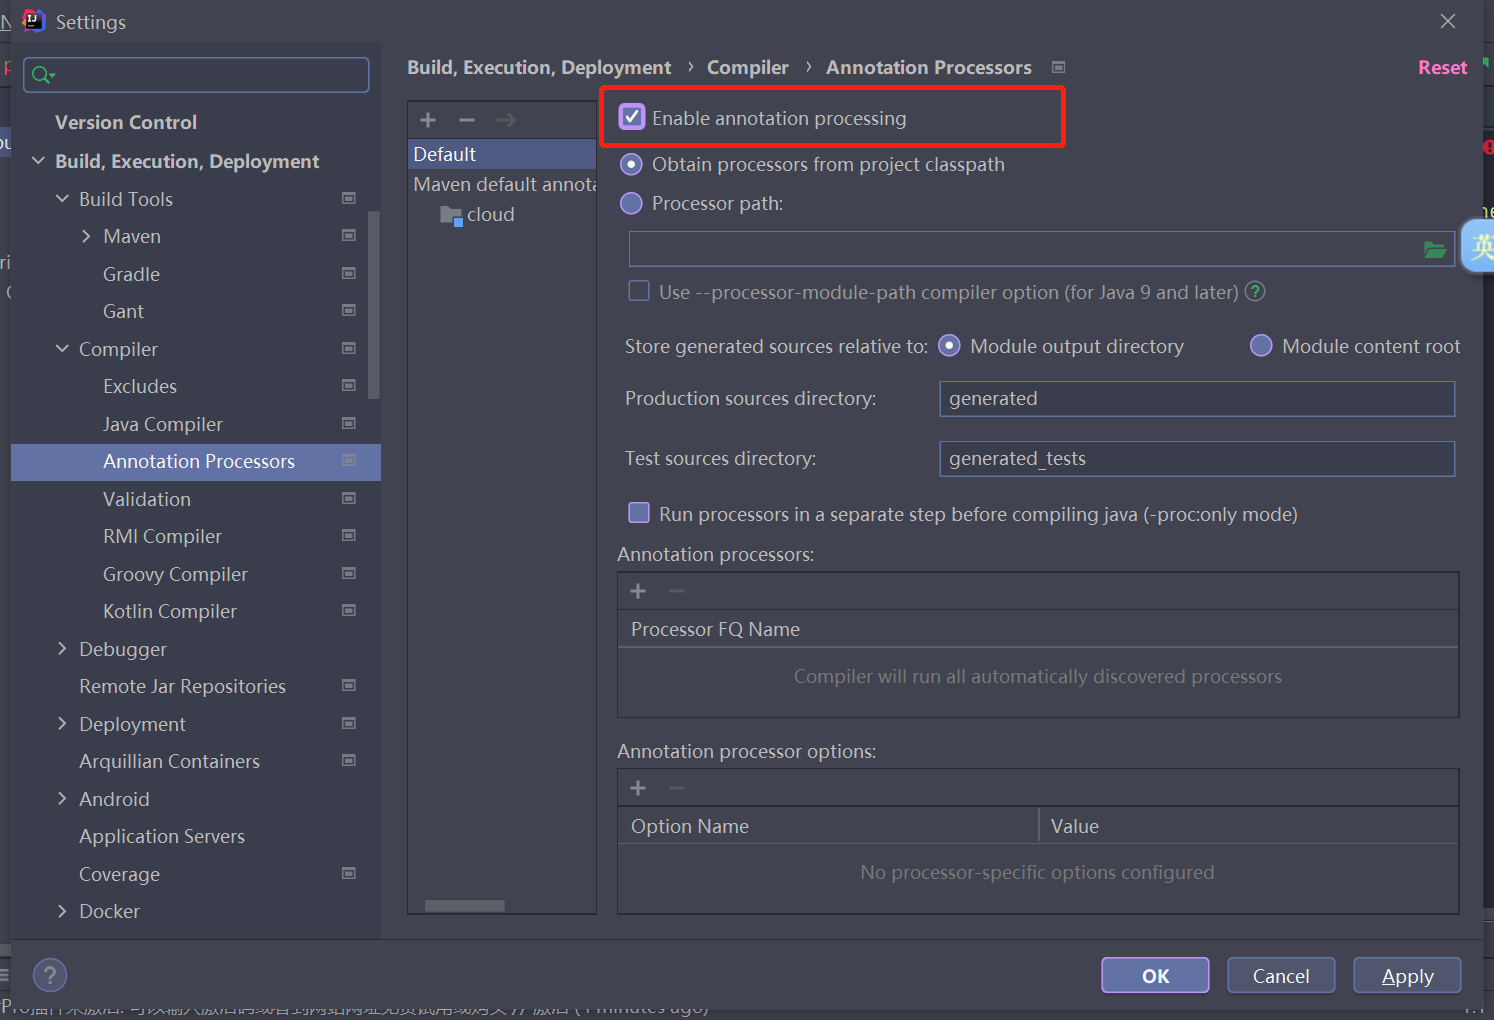 Settings
Version Control
Build, Execution, Deployment
Build Tools
Maven
Gradle
Gant
Compiler
Excludes
Java Compiler
Annotation Processors
Validation
RMI Compiler
Groovy Compiler
Kotlin Compiler
Debugger
Remote Jar Repositories
Deployment
Arquillian Containers
Android
Application Servers
Coverage
Docker
Build, Execution, Deployment › Compiler › Annotation Processors
Reset
Default
Maven default annota
cloud
Enable annotation processing
Obtain processors from project classpath
Processor path:
Use --processor-module-path compiler option (for Java 9 and later)
Store generated sources relative to: Module output directory Module content root
Production sources directory: generated
Test sources directory: generated_tests
Run processors in a separate step before compiling java (-proc:only mode)
Annotation processors:
Processor FQ Name
Compiler will run all automatically discovered processors
Annotation processor options:
Option Name Value
No processor-specific options configured
OK Cancel Apply
英